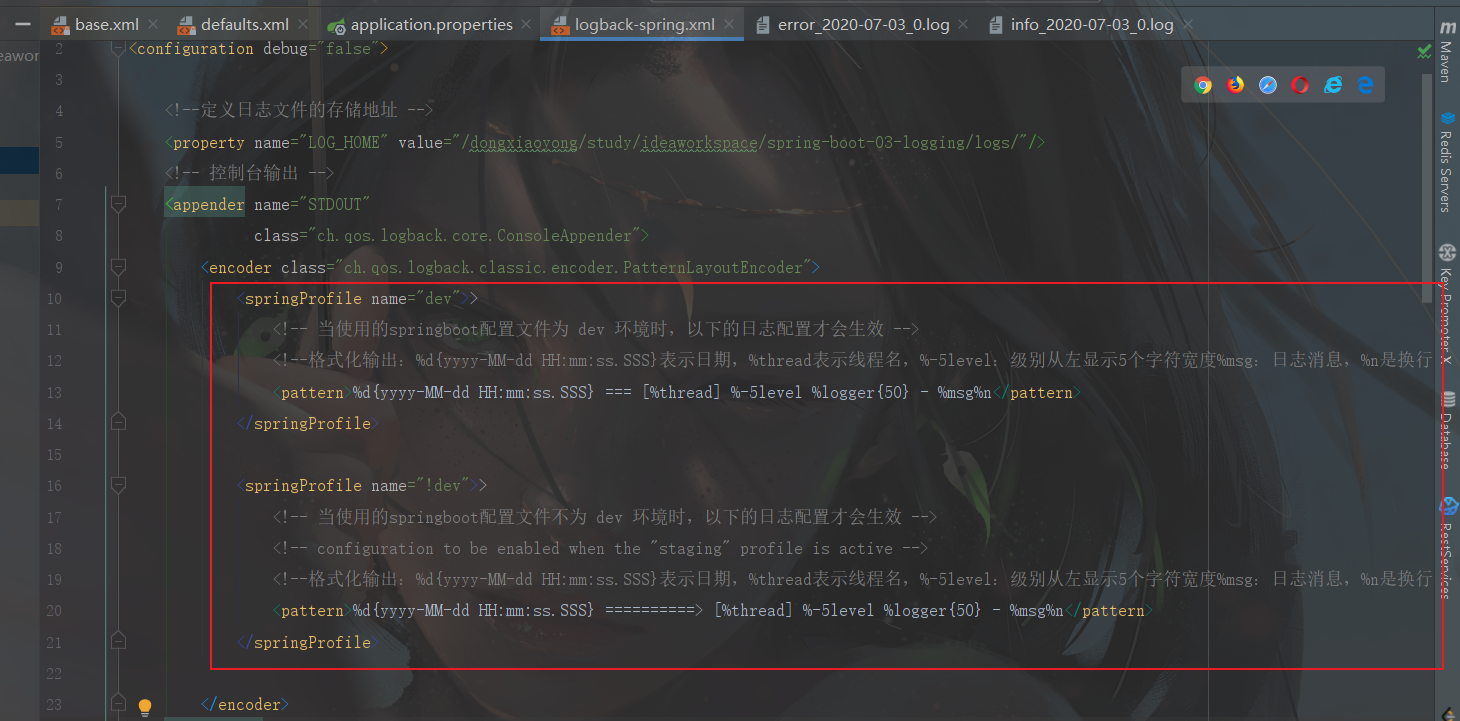 base.xml
defaults.xml
application.properties
logback-spring.xml
error_2020-07-03_0.log
info_2020-07-03_0.log
eawor
2 <configuration debug="false">
3
4 <!--定义日志文件的存储地址 -->
5 <property name="LOG_HOME" value="/dongxiaoyong/study/ideaworkspace/spring-boot-03-logging/logs/"/>
6 <!-- 控制台输出 -->
7 <appender name="STDOUT"
8 class="ch.qos.logback.core.ConsoleAppender">
9 <encoder class="ch.qos.logback.classic.encoder.PatternLayoutEncoder">
10 <springProfile name="dev">>
11 <!-- 当使用的springboot配置文件为 dev 环境时，以下的日志配置才会生效 -->
12 <!--格式化输出：%d{yyyy-MM-dd HH:mm:ss.SSS}表示日期，%thread表示线程名，%-5level：级别从左显示5个字符宽度%msg：日志消息，%n是换行
13 <pattern>%d{yyyy-MM-dd HH:mm:ss.SSS} === [%thread] %-5level %logger{50} - %msg%n</pattern>
14 </springProfile>
15
16 <springProfile name="!dev">>
17 <!-- 当使用的springboot配置文件不为 dev 环境时，以下的日志配置才会生效 -->
18 <!-- configuration to be enabled when the "staging" profile is active -->
19 <!--格式化输出：%d{yyyy-MM-dd HH:mm:ss.SSS}表示日期，%thread表示线程名，%-5level：级别从左显示5个字符宽度%msg：日志消息，%n是换行
20 <pattern>%d{yyyy-MM-dd HH:mm:ss.SSS} ==========> [%thread] %-5level %logger{50} - %msg%n</pattern>
21 </springProfile>
22
23 </encoder>
m Maven
Redis Servers
Key Promoter X
Database
RestServices